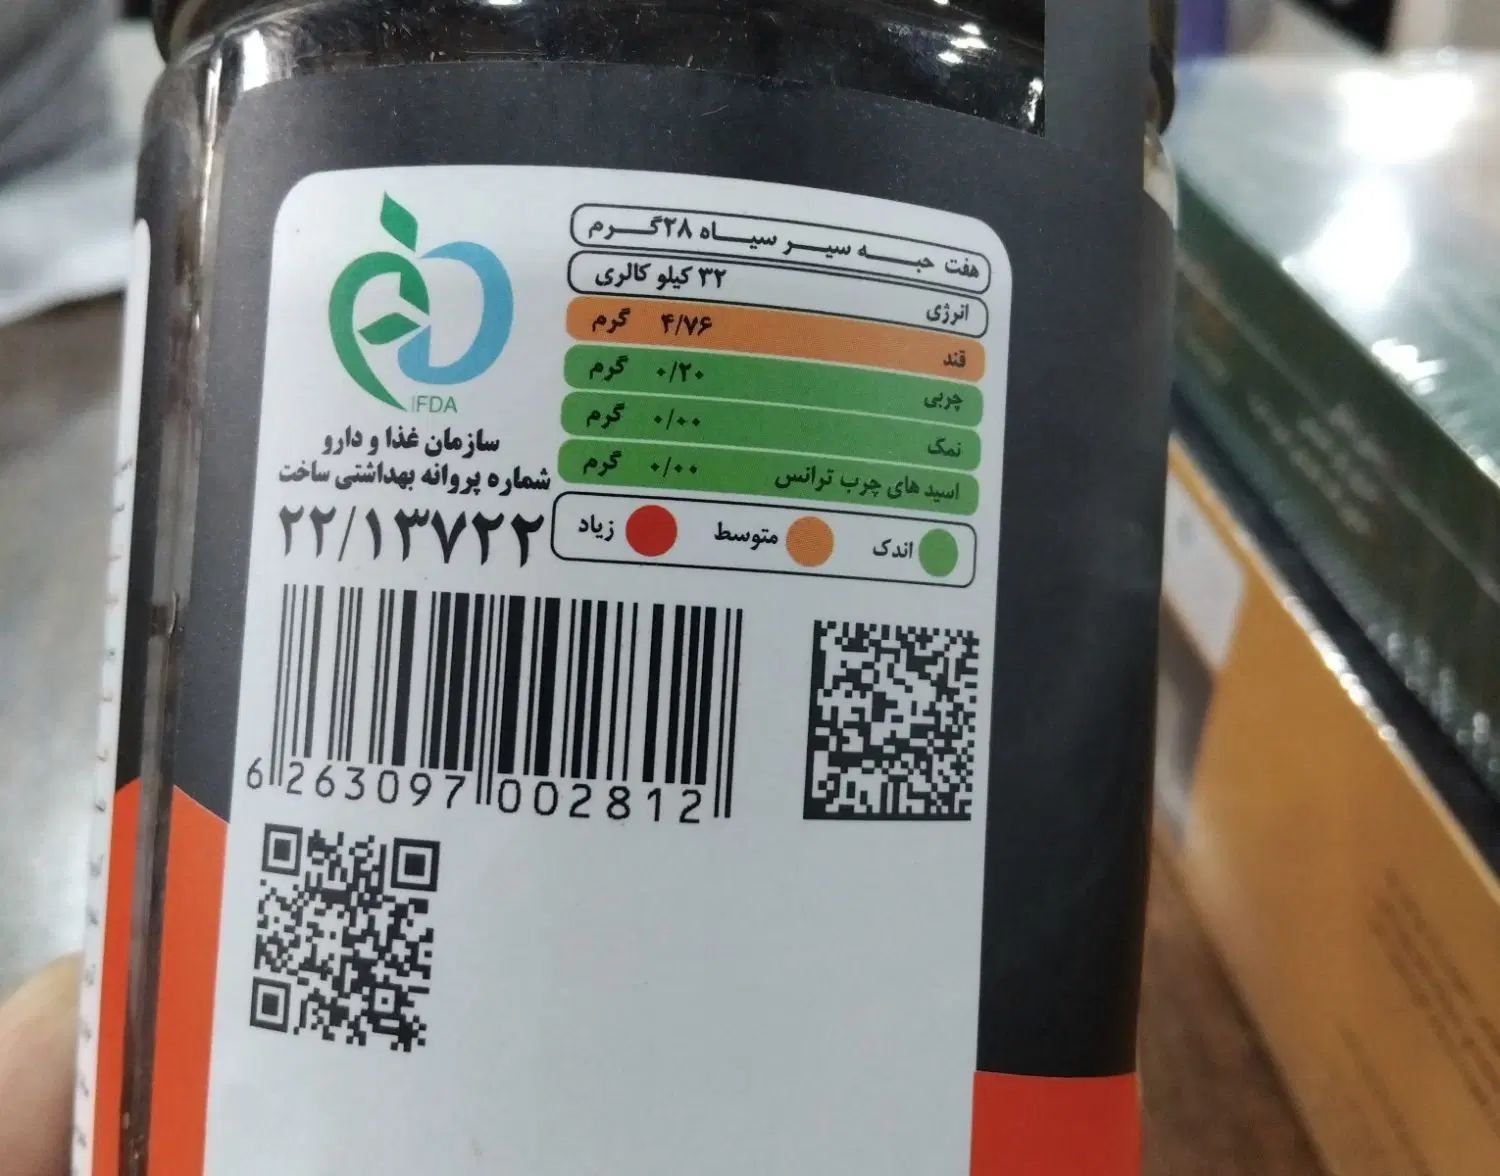 هفت حبه سیر سیاه ۲۸گرم
انرژی ۳۲ کیلو کالری
قند ۴/۷۶ گرم
چربی ۰/۲۰ گرم
نمک ۰/۰۰ گرم
اسید های چرب ترانس ۰/۰۰ گرم
اندک متوسط زیاد
IFDA
سازمان غذا و دارو
شماره پروانه بهداشتی ساخت
۲۲/۱۳۷۲۲
6 263097 002812